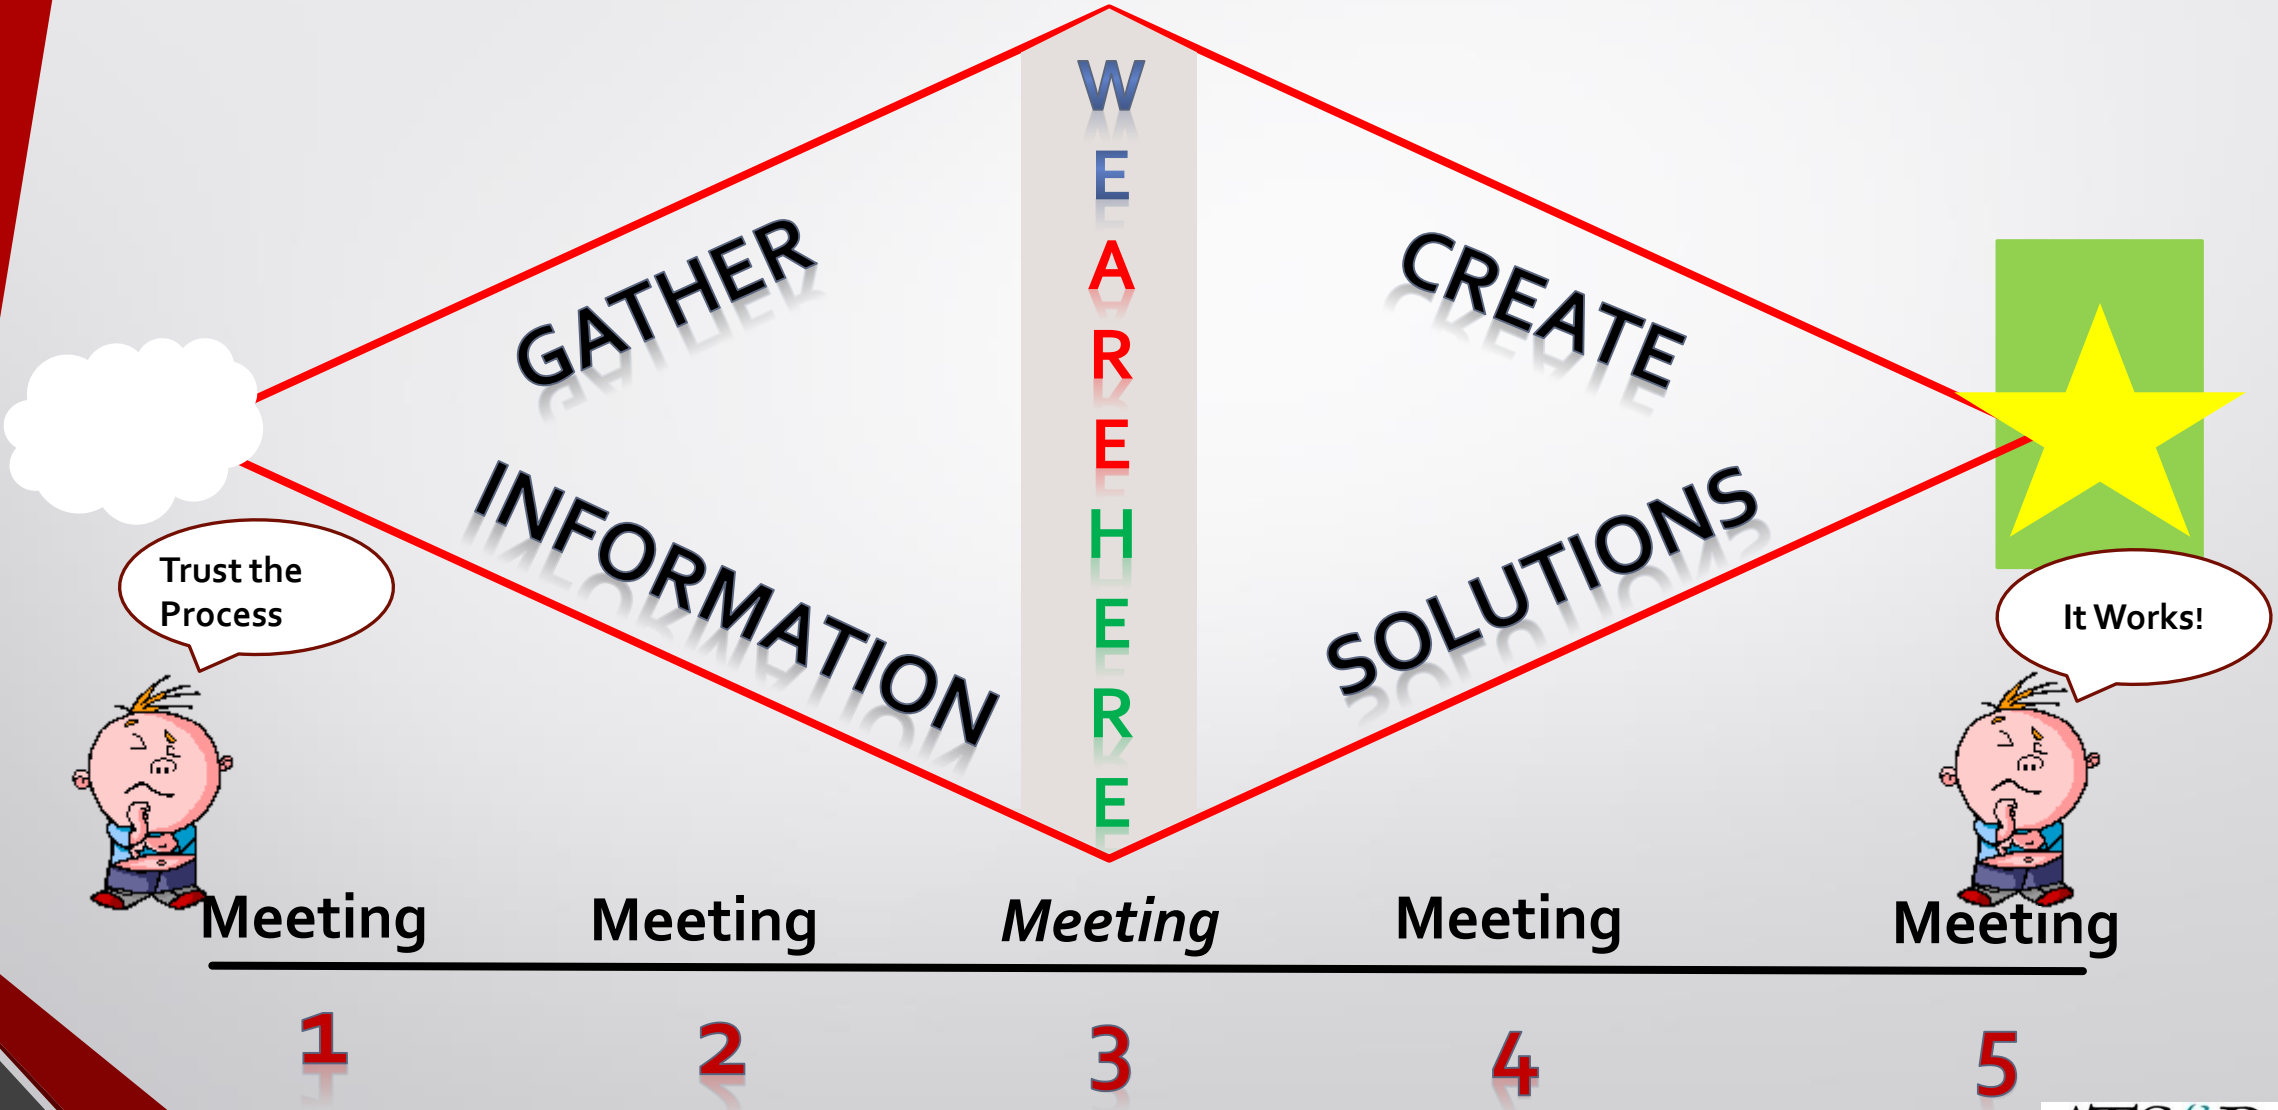 W
E
A
R
E
H
E
R
E
GATHER
INFORMATION
CREATE
SOLUTIONS
Trust the
Process
It Works!
Meeting
Meeting
Meeting
Meeting
Meeting
1
2
3
4
5